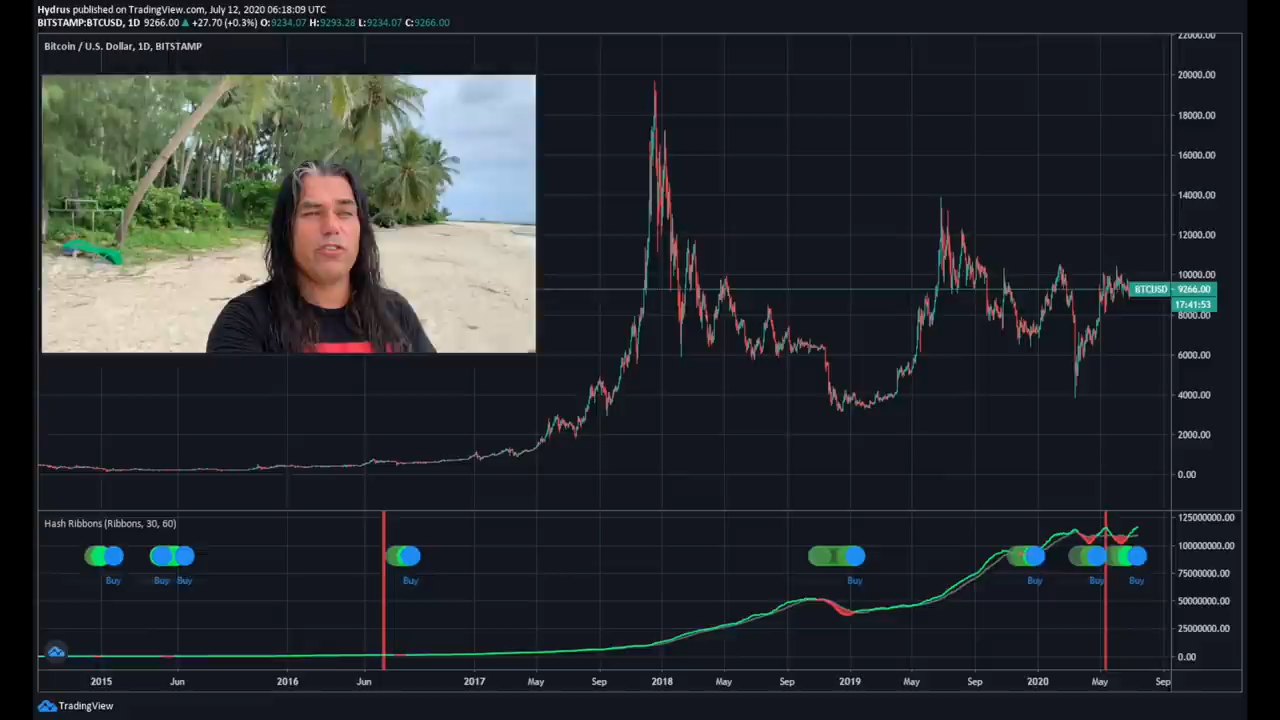 Hydrus published on TradingView.com, July 12, 2020 06:18:09 UTC
BITSTAMP:BTCUSD, 1D 9266.00 ▲ +27.70 (+0.3%) O:9234.07 H:9293.28 L:9234.07 C:9266.00
Bitcoin / U.S. Dollar, 1D, BITSTAMP
22000.00
20000.00
18000.00
16000.00
14000.00
12000.00
10000.00
BTCUSD 9266.00
17:41:53
8000.00
6000.00
4000.00
2000.00
0.00
Hash Ribbons (Ribbons, 30, 60)
125000000.00
100000000.00
75000000.00
50000000.00
25000000.00
0.00
Buy Buy Buy Buy Buy Buy Buy Buy
2015 Jun 2016 Jun 2017 May Sep 2018 May Sep 2019 May Sep 2020 May Sep
TradingView